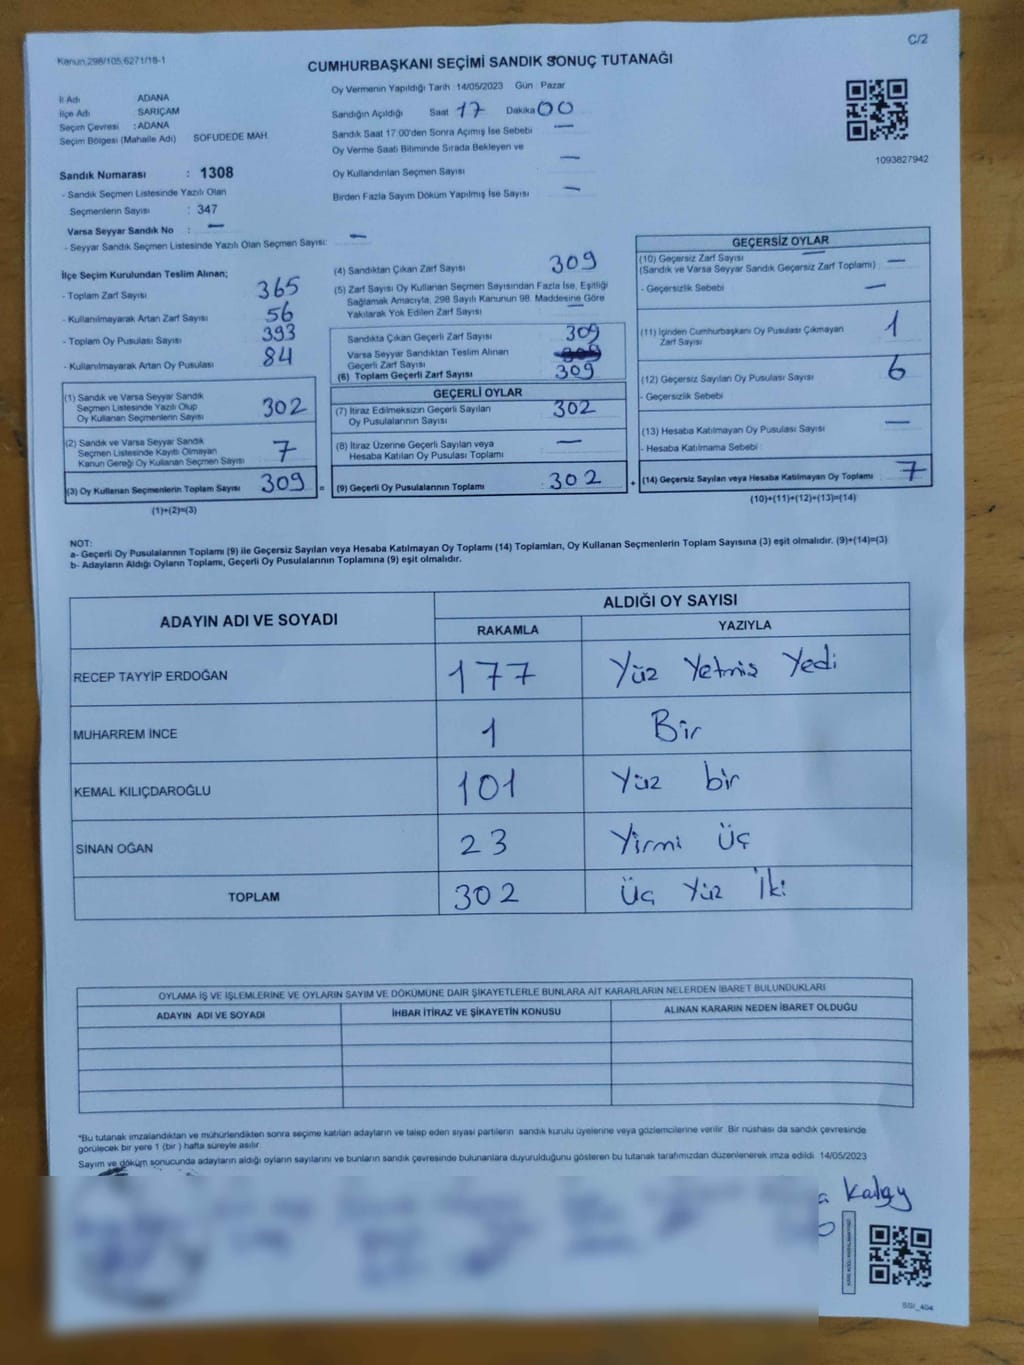 Kanun.298/105,6271/18-1
C/2
CUMHURBAŞKANI SEÇİMİ SANDIK SONUÇ TUTANAĞI
İl Adı ADANA
İlçe Adı SARIÇAM
Seçim Çevresi : ADANA
Seçim Bölgesi (Mahalle Adı) SOFUDEDE MAH.
Oy Vermenin Yapıldığı Tarih 14/05/2023 Gün Pazar
Sandığın Açıldığı Saat 17 Dakika 00
Sandık Saat 17.00'den Sonra Açılmış İse Sebebi —
Oy Verme Saati Bitiminde Sırada Bekleyen ve
Oy Kullandırılan Seçmen Sayısı —
Birden Fazla Sayım Döküm Yapılmış İse Sayısı —
1093827942
Sandık Numarası : 1308
- Sandık Seçmen Listesinde Yazılı Olan
Seçmenlerin Sayısı : 347
Varsa Seyyar Sandık No : —
- Seyyar Sandık Seçmen Listesinde Yazılı Olan Seçmen Sayısı: —
İlçe Seçim Kurulundan Teslim Alınan;
- Toplam Zarf Sayısı 365
- Kullanılmayarak Artan Zarf Sayısı 56
- Toplam Oy Pusulası Sayısı 393
- Kullanılmayarak Artan Oy Pusulası 84
(1) Sandık ve Varsa Seyyar Sandık
Seçmen Listesinde Yazılı Olup
Oy Kullanan Seçmenlerin Sayısı 302
(2) Sandık ve Varsa Seyyar Sandık
Seçmen Listesinde Kayıtlı Olmayan
Kanun Gereği Oy Kullanan Seçmen Sayısı 7
(3) Oy Kullanan Seçmenlerin Toplam Sayısı 309 =
(1)+(2)=(3)
(4) Sandıktan Çıkan Zarf Sayısı 309
(5) Zarf Sayısı Oy Kullanan Seçmen Sayısından Fazla İse, Eşitliği
Sağlamak Amacıyla, 298 Sayılı Kanunun 98. Maddesine Göre
Yakılarak Yok Edilen Zarf Sayısı —
Sandıkta Çıkan Geçerli Zarf Sayısı 309
Varsa Seyyar Sandıktan Teslim Alınan
Geçerli Zarf Sayısı
(6) Toplam Geçerli Zarf Sayısı 309
GEÇERLİ OYLAR
(7) İtiraz Edilmeksizin Geçerli Sayılan
Oy Pusulalarının Sayısı 302
(8) İtiraz Üzerine Geçerli Sayılan veya
Hesaba Katılan Oy Pusulası Toplamı —
(9) Geçerli Oy Pusulalarının Toplamı 302 +
GEÇERSİZ OYLAR
(10) Geçersiz Zarf Sayısı —
(Sandık ve Varsa Seyyar Sandık Geçersiz Zarf Toplamı) —
- Geçersizlik Sebebi —
(11) İçinden Cumhurbaşkanı Oy Pusulası Çıkmayan
Zarf Sayısı 1
(12) Geçersiz Sayılan Oy Pusulası Sayısı 6
- Geçersizlik Sebebi
(13) Hesaba Katılmayan Oy Pusulası Sayısı —
- Hesaba Katılmama Sebebi
(14) Geçersiz Sayılan veya Hesaba Katılmayan Oy Toplamı 7
(10)+(11)+(12)+(13)=(14)
NOT:
a- Geçerli Oy Pusulalarının Toplamı (9) ile Geçersiz Sayılan veya Hesaba Katılmayan Oy Toplamı (14) Toplamları, Oy Kullanan Seçmenlerin Toplam Sayısına (3) eşit olmalıdır. (9)+(14)=(3)
b- Adayların Aldığı Oyların Toplamı, Geçerli Oy Pusulalarının Toplamına (9) eşit olmalıdır.
ADAYIN ADI VE SOYADI ALDIĞI OY SAYISI
RAKAMLA YAZIYLA
RECEP TAYYİP ERDOĞAN 177 Yüz Yetmiş Yedi
MUHARREM İNCE 1 Bir
KEMAL KILIÇDAROĞLU 101 Yüz bir
SİNAN OĞAN 23 Yirmi Üç
TOPLAM 302 Üç Yüz İki
OYLAMA İŞ VE İŞLEMLERİNE VE OYLARIN SAYIM VE DÖKÜMÜNE DAİR ŞİKAYETLERLE BUNLARA AİT KARARLARIN NELERDEN İBARET BULUNDUKLARI
ADAYIN ADI VE SOYADI İHBAR İTİRAZ VE ŞİKAYETİN KONUSU ALINAN KARARIN NEDEN İBARET OLDUĞU
*Bu tutanak imzalandıktan ve mühürlendikten sonra seçime katılan adayların ve talep eden siyasi partilerin sandık kurulu üyelerine veya gözlemcilerine verilir. Bir nüshası da sandık çevresinde
görülecek bir yere 1 (bir) hafta süreyle asılır.
Sayım ve döküm sonucunda adayların aldığı oyların sayılarını ve bunların sandık çevresinde bulunanlara duyurulduğunu gösteren bu tutanak tarafımızdan düzenlenerek imza edildi. 14/05/2023